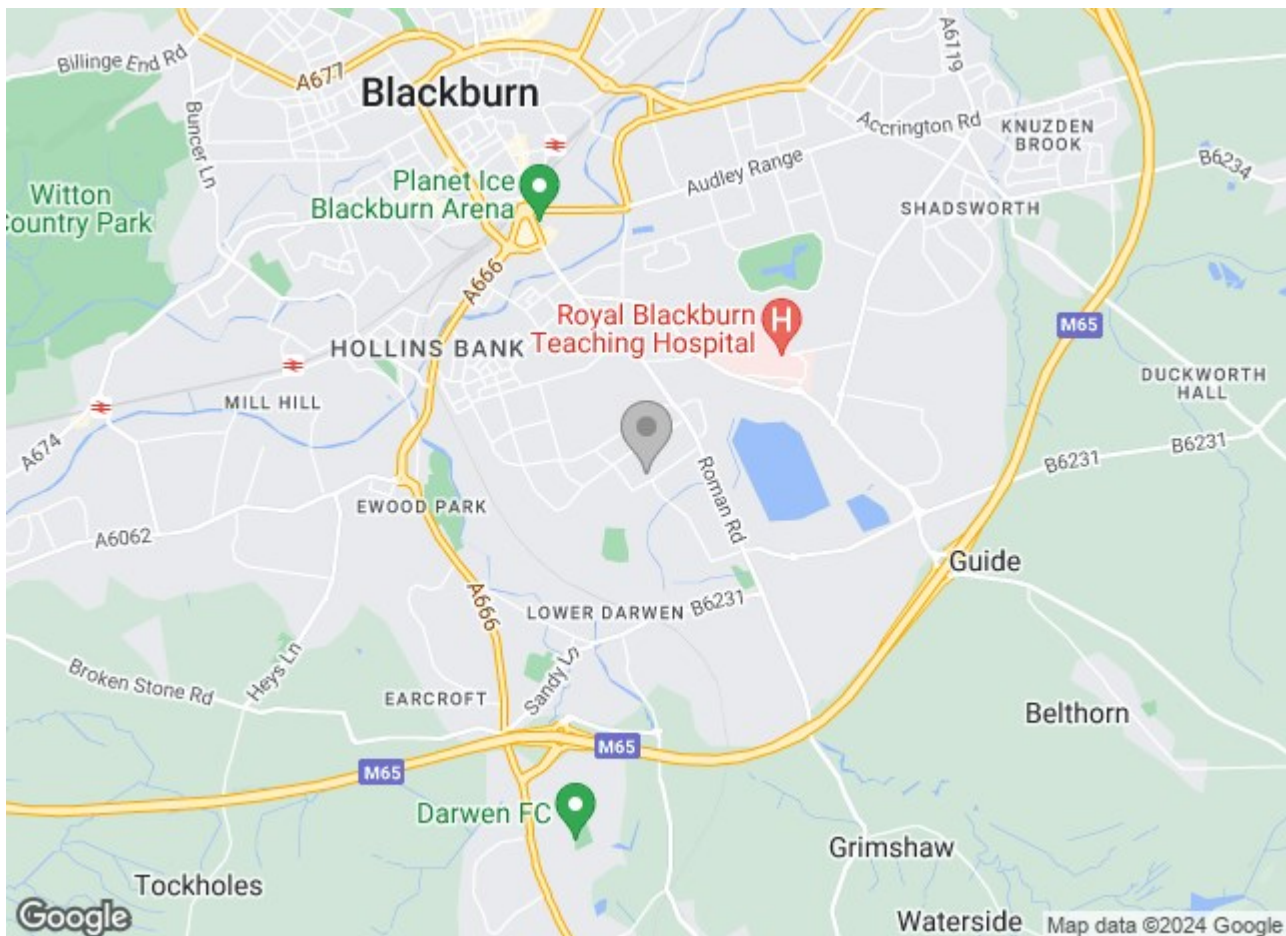 Billinge End Rd
A677
Blackburn
A6119
Buncer Ln
Accrington Rd
KNUZDEN
BROOK
B6234
Audley Range
Planet Ice
Blackburn Arena
Witton
Country Park
SHADSWORTH
A666
Royal Blackburn
Teaching Hospital
H
M65
HOLLINS BANK
DUCKWORTH
HALL
MILL HILL
A674
B6231
B6231
Roman Rd
EWOOD PARK
A6062
Guide
A666
LOWER DARWEN
B6231
Broken Stone Rd
Heys Ln
Sandy Ln
EARCROFT
Belthorn
M65
M65
Darwen FC
Grimshaw
Tockholes
Waterside
Google
Map data ©2024 Google